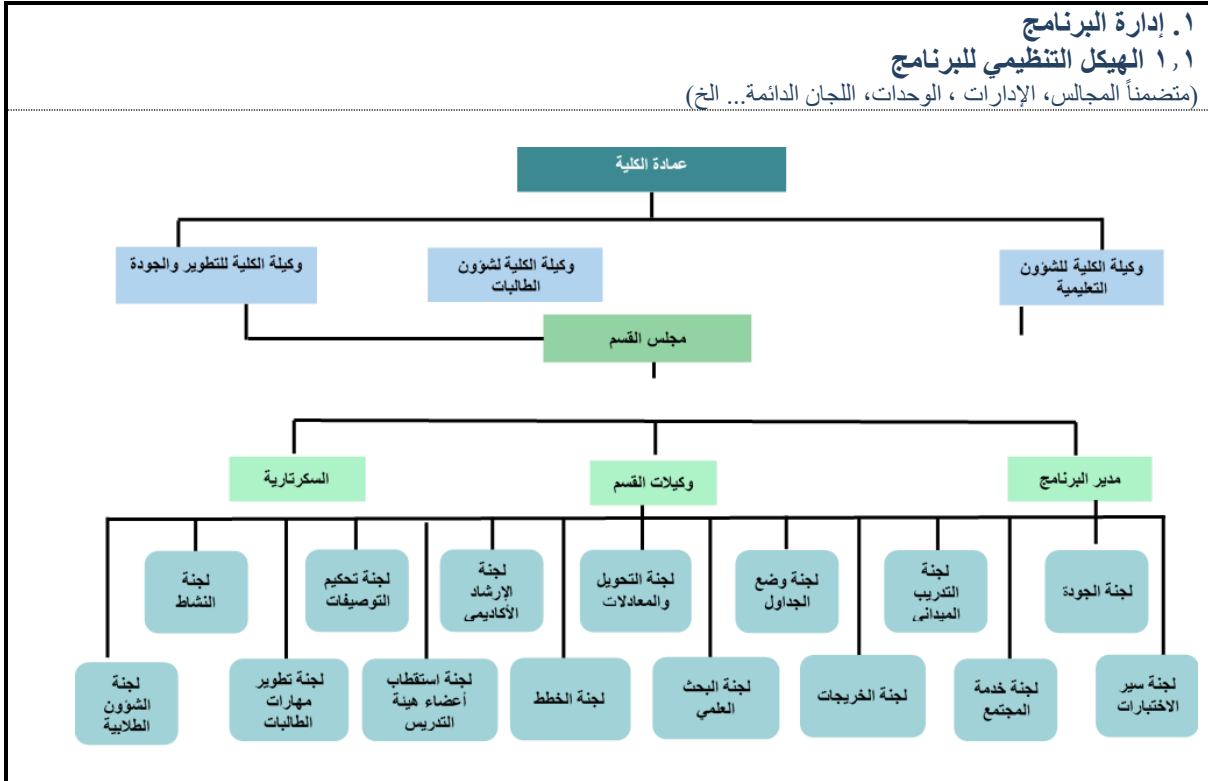 ١. إدارة البرنامج
١,١ الهيكل التنظيمي للبرنامج
(متضمناً المجالس، الإدارات ، الوحدات، اللجان الدائمة... الخ)
عمادة الكلية
وكيلة الكلية للشؤون
التعليمية
وكيلة الكلية لشؤون
الطالبات
وكيلة الكلية للتطوير والجودة
مجلس القسم
مدير البرنامج
وكيلات القسم
السكرتارية
لجنة الجودة
لجنة
التدريب
الميداني
لجنة وضع
الجداول
لجنة التحويل
والمعادلات
لجنة
الإرشاد
الأكاديمي
لجنة تحكيم
التوصيفات
لجنة
النشاط
لجنة سير
الاختبارات
لجنة خدمة
المجتمع
لجنة الخريجات
لجنة البحث
العلمي
لجنة الخطط
لجنة استقطاب
أعضاء هيئة
التدريس
لجنة تطوير
مهارات
الطالبات
لجنة
الشؤون
الطلابية